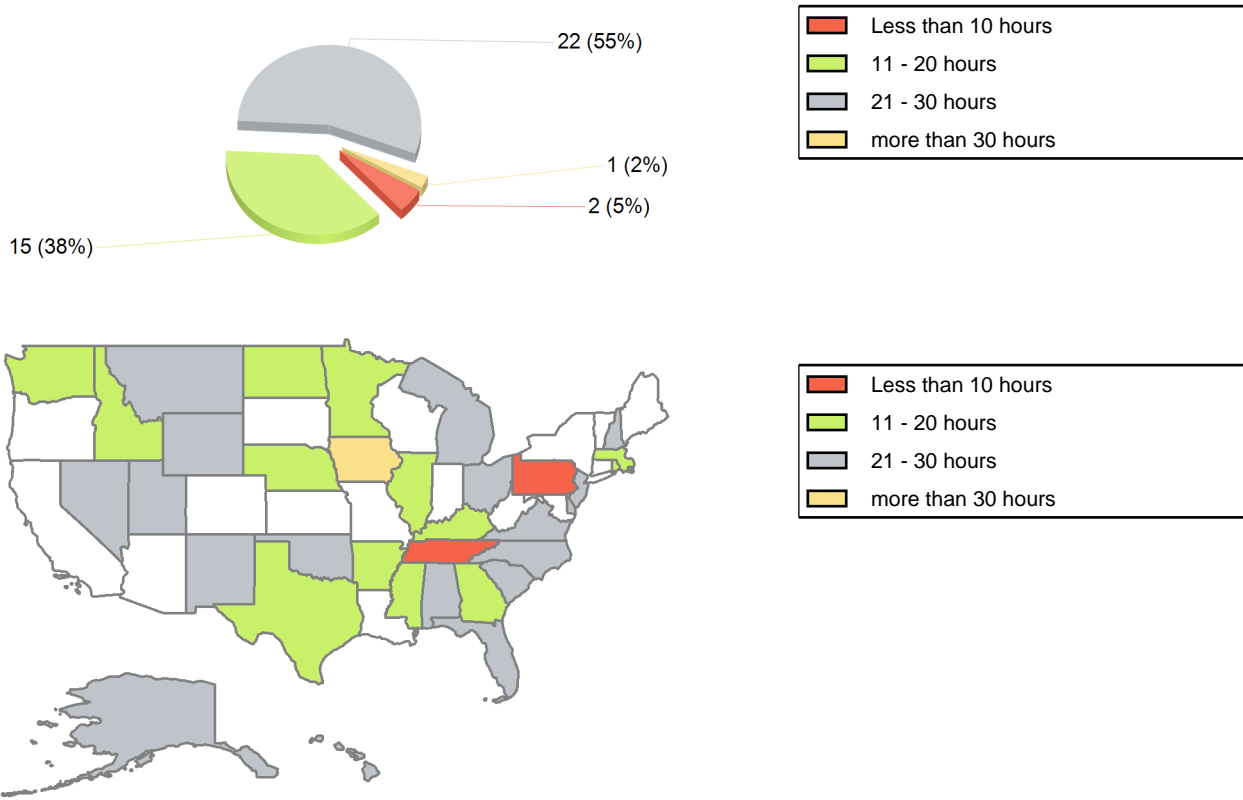 22 (55%)
1 (2%)
2 (5%)
15 (38%)
Less than 10 hours
11 - 20 hours
21 - 30 hours
more than 30 hours
Less than 10 hours
11 - 20 hours
21 - 30 hours
more than 30 hours